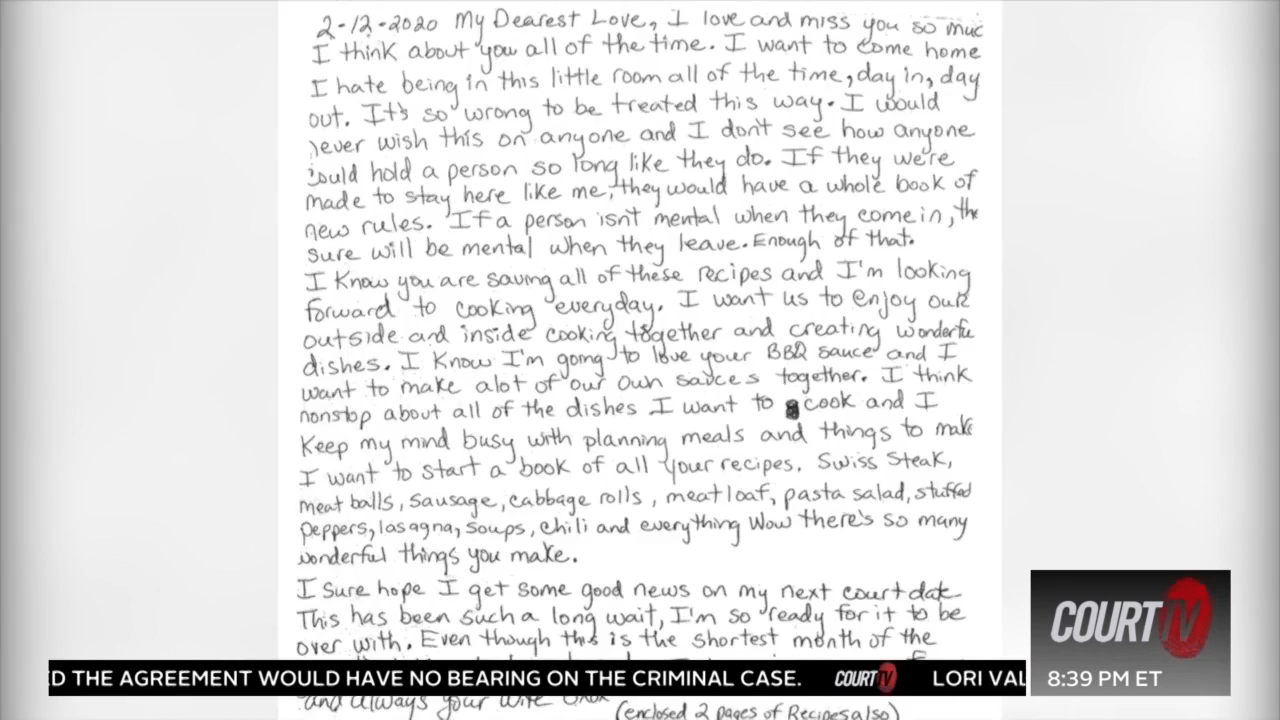 2-12-2020 My Dearest Love, I love and miss you so muc
I think about you all of the time. I want to come home
I hate being in this little room all of the time, day in, day
out. It's so wrong to be treated this way. I would
ever wish this on anyone and I don't see how anyone
ould hold a person so long like they do. If they were
made to stay here like me, they would have a whole book of
new rules. If a person isnt mental when they come in, the
sure will be mental when they leave. Enough of that.
I Know you are saving all of these recipes and I'm looking
forward to cooking everyday. I want us to enjoy our
outside and inside cooking together and creating wonderfu
dishes. I Know I'm going to love your BBQ sauce and I
want to make alot of our own sauces together. I think
nonstop about all of the dishes I want to cook and I
Keep my mind busy with planning meals and things to make
I want to start a book of all your recipes. Swiss Steak,
meat balls, sausage, cabbage rolls, meatloaf, pasta salad, stuffed
peppers, lasagna, soups, chili and everything Wow there's so many
wonderful things you make.
I Sure hope I get some good news on my next court date
This has been such a long wait, I'm so ready for it to be
over with. Even though this is the shortest month of the
D THE AGREEMENT WOULD HAVE NO BEARING ON THE CRIMINAL CASE. COURT TV LORI VAL
and always your wife
(enclosed 2 pages of Recipes also)
COURT TV
8:39 PM ET